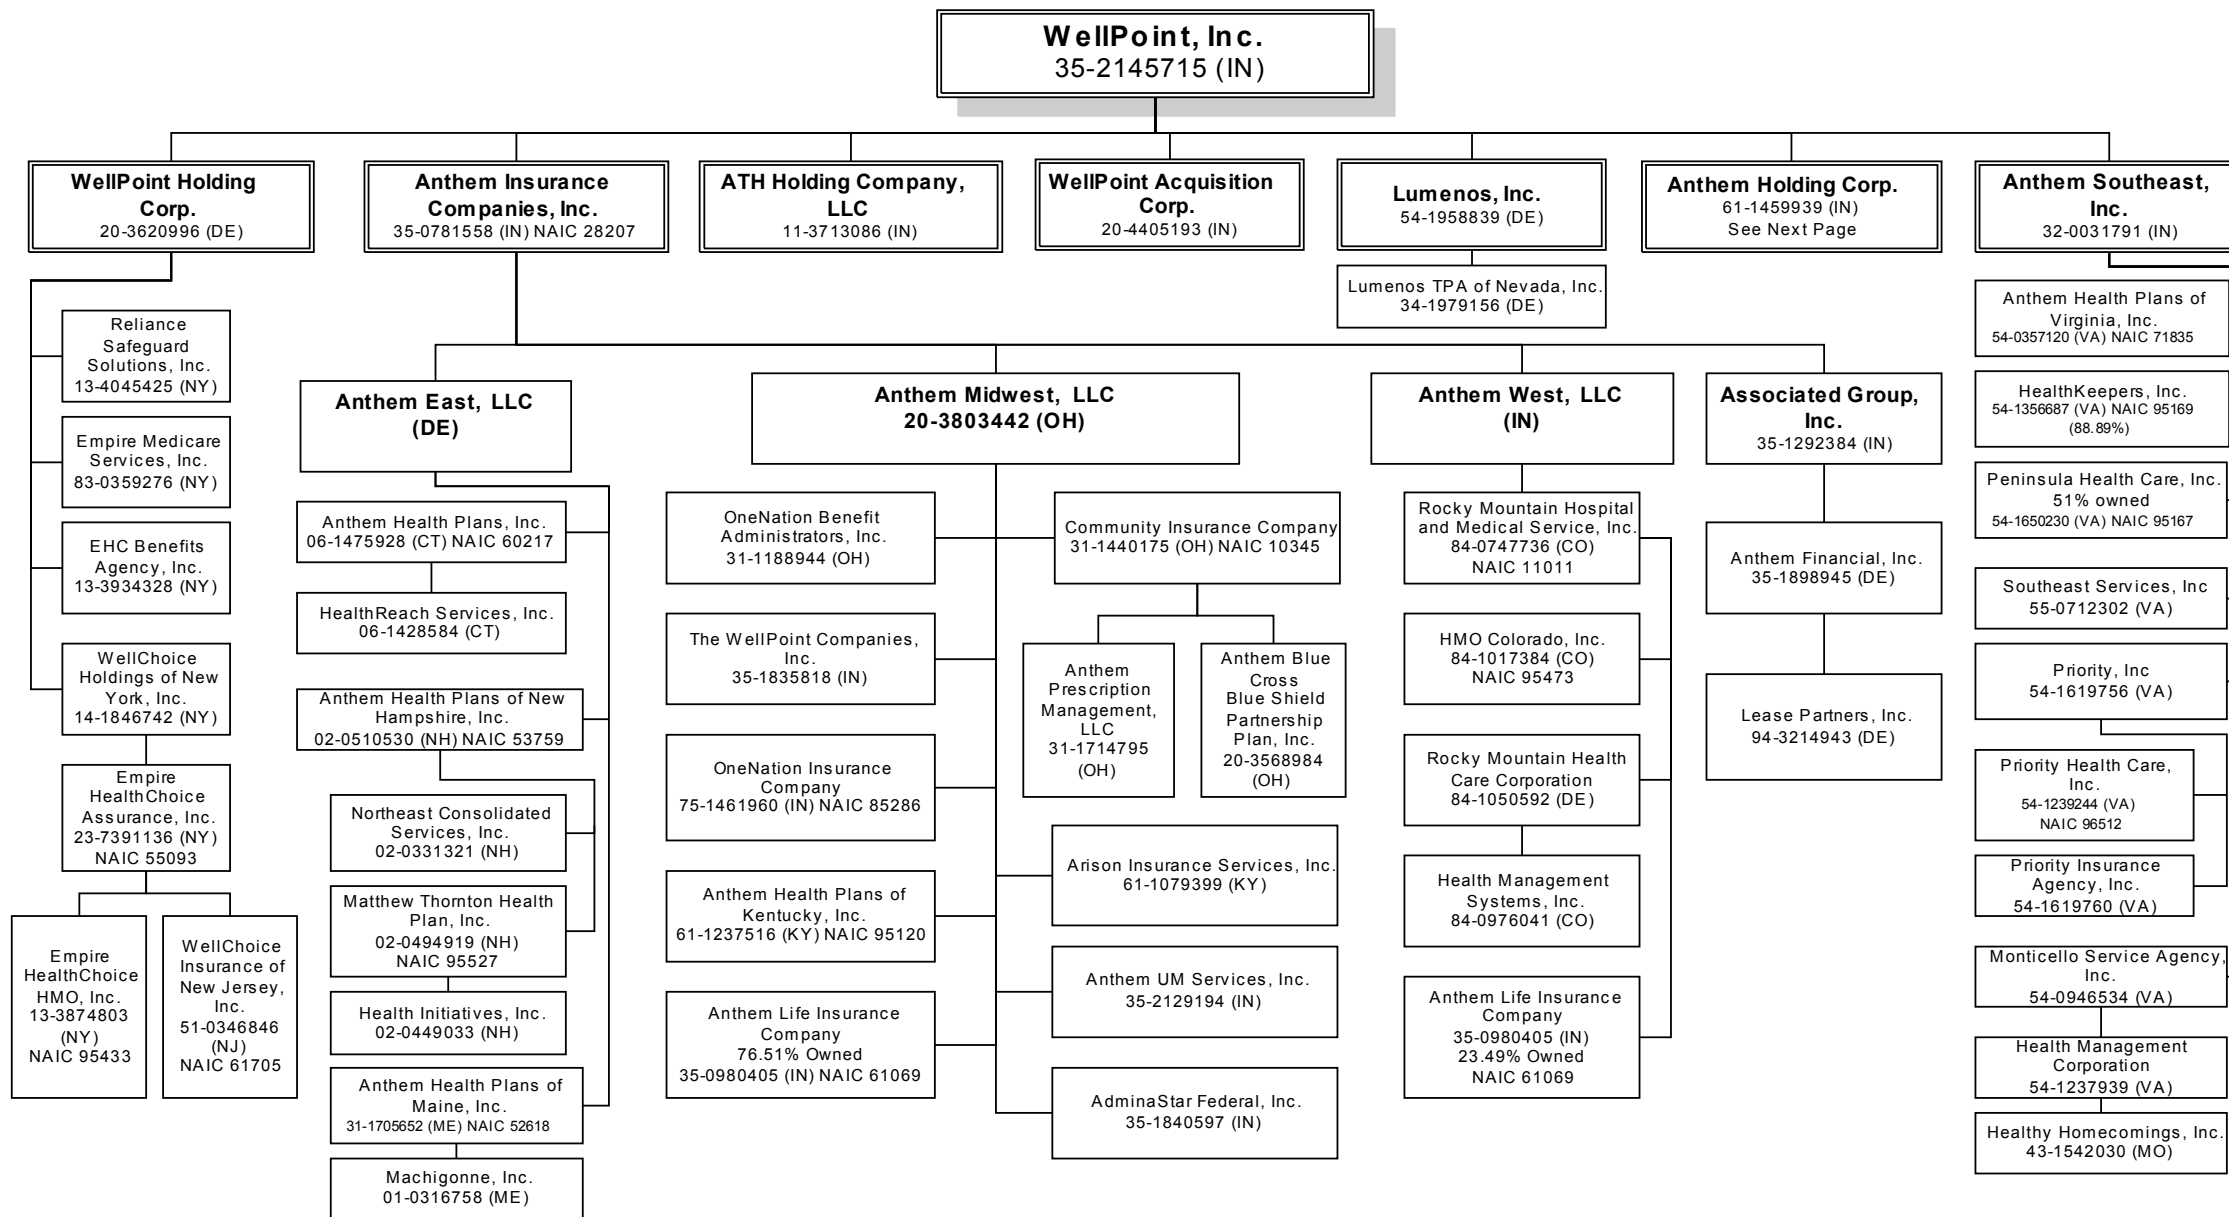 WellPoint, Inc.
35-2145715 (IN)
WellPoint Holding
Corp.
20-3620996 (DE)
Anthem Insurance
Companies, Inc.
35-0781558 (IN) NAIC 28207
ATH Holding Company,
LLC
11-3713086 (IN)
WellPoint Acquisition
Corp.
20-4405193 (IN)
Lumenos, Inc.
54-1958839 (DE)
Anthem Holding Corp.
61-1459939 (IN)
See Next Page
Anthem Southeast,
Inc.
32-0031791 (IN)
Lumenos TPA of Nevada, Inc.
34-1979156 (DE)
Reliance
Safeguard
Solutions, Inc.
13-4045425 (NY)
Empire Medicare
Services, Inc.
83-0359276 (NY)
EHC Benefits
Agency, Inc.
13-3934328 (NY)
WellChoice
Holdings of New
York, Inc.
14-1846742 (NY)
Empire
HealthChoice
Assurance, Inc.
23-7391136 (NY)
NAIC 55093
Empire
HealthChoice
HMO, Inc.
13-3874803
(NY)
NAIC 95433
WellChoice
Insurance of
New Jersey,
Inc.
51-0346846
(NJ)
NAIC 61705
Anthem East, LLC
(DE)
Anthem Health Plans, Inc.
06-1475928 (CT) NAIC 60217
HealthReach Services, Inc.
06-1428584 (CT)
Anthem Health Plans of New
Hampshire, Inc.
02-0510530 (NH) NAIC 53759
Northeast Consolidated
Services, Inc.
02-0331321 (NH)
Matthew Thornton Health
Plan, Inc.
02-0494919 (NH)
NAIC 95527
Health Initiatives, Inc.
02-0449033 (NH)
Anthem Health Plans of
Maine, Inc.
31-1705652 (ME) NAIC 52618
Machigonne, Inc.
01-0316758 (ME)
Anthem Midwest, LLC
20-3803442 (OH)
OneNation Benefit
Administrators, Inc.
31-1188944 (OH)
The WellPoint Companies,
Inc.
35-1835818 (IN)
OneNation Insurance
Company
75-1461960 (IN) NAIC 85286
Anthem Health Plans of
Kentucky, Inc.
61-1237516 (KY) NAIC 95120
Anthem Life Insurance
Company
76.51% Owned
35-0980405 (IN) NAIC 61069
Community Insurance Company
31-1440175 (OH) NAIC 10345
Anthem
Prescription
Management,
LLC
31-1714795
(OH)
Anthem Blue
Cross
Blue Shield
Partnership
Plan, Inc.
20-3568984
(OH)
Arison Insurance Services, Inc.
61-1079399 (KY)
Anthem UM Services, Inc.
35-2129194 (IN)
AdminaStar Federal, Inc.
35-1840597 (IN)
Anthem West, LLC
(IN)
Rocky Mountain Hospital
and Medical Service, Inc.
84-0747736 (CO)
NAIC 11011
HMO Colorado, Inc.
84-1017384 (CO)
NAIC 95473
Rocky Mountain Health
Care Corporation
84-1050592 (DE)
Health Management
Systems, Inc.
84-0976041 (CO)
Anthem Life Insurance
Company
35-0980405 (IN)
23.49% Owned
NAIC 61069
Associated Group,
Inc.
35-1292384 (IN)
Anthem Financial, Inc.
35-1898945 (DE)
Lease Partners, Inc.
94-3214943 (DE)
Anthem Health Plans of
Virginia, Inc.
54-0357120 (VA) NAIC 71835
HealthKeepers, Inc.
54-1356687 (VA) NAIC 95169
(88.89%)
Peninsula Health Care, Inc.
51% owned
54-1650230 (VA) NAIC 95167
Southeast Services, Inc
55-0712302 (VA)
Priority, Inc
54-1619756 (VA)
Priority Health Care,
Inc.
54-1239244 (VA)
NAIC 96512
Priority Insurance
Agency, Inc.
54-1619760 (VA)
Monticello Service Agency,
Inc.
54-0946534 (VA)
Health Management
Corporation
54-1237939 (VA)
Healthy Homecomings, Inc.
43-1542030 (MO)